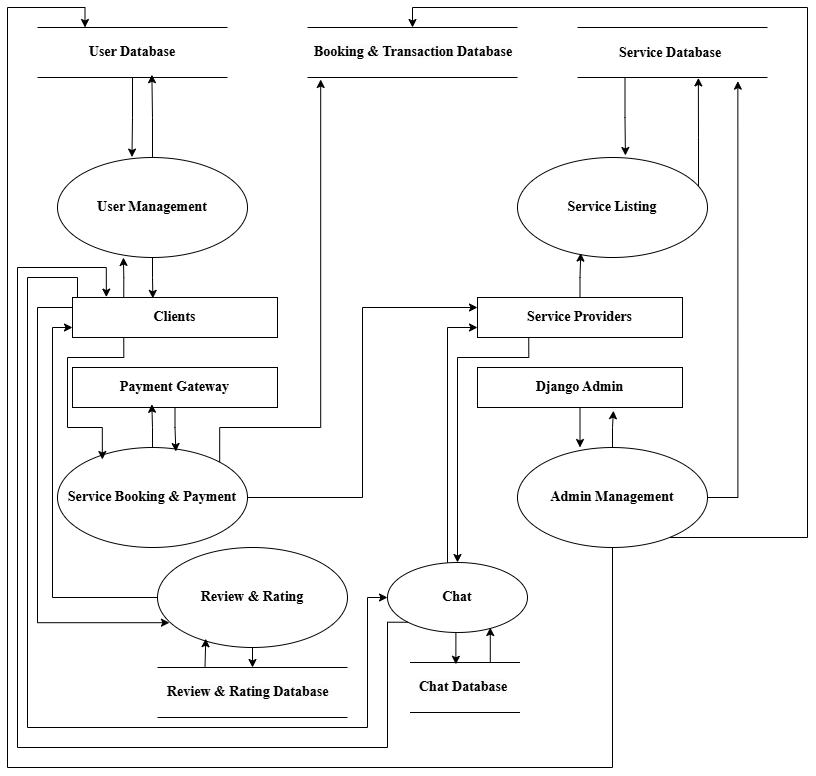 User Database
Booking & Transaction Database
Service Database
User Management
Service Listing
Clients
Service Providers
Payment Gateway
Django Admin
Service Booking & Payment
Admin Management
Review & Rating
Chat
Review & Rating Database
Chat Database